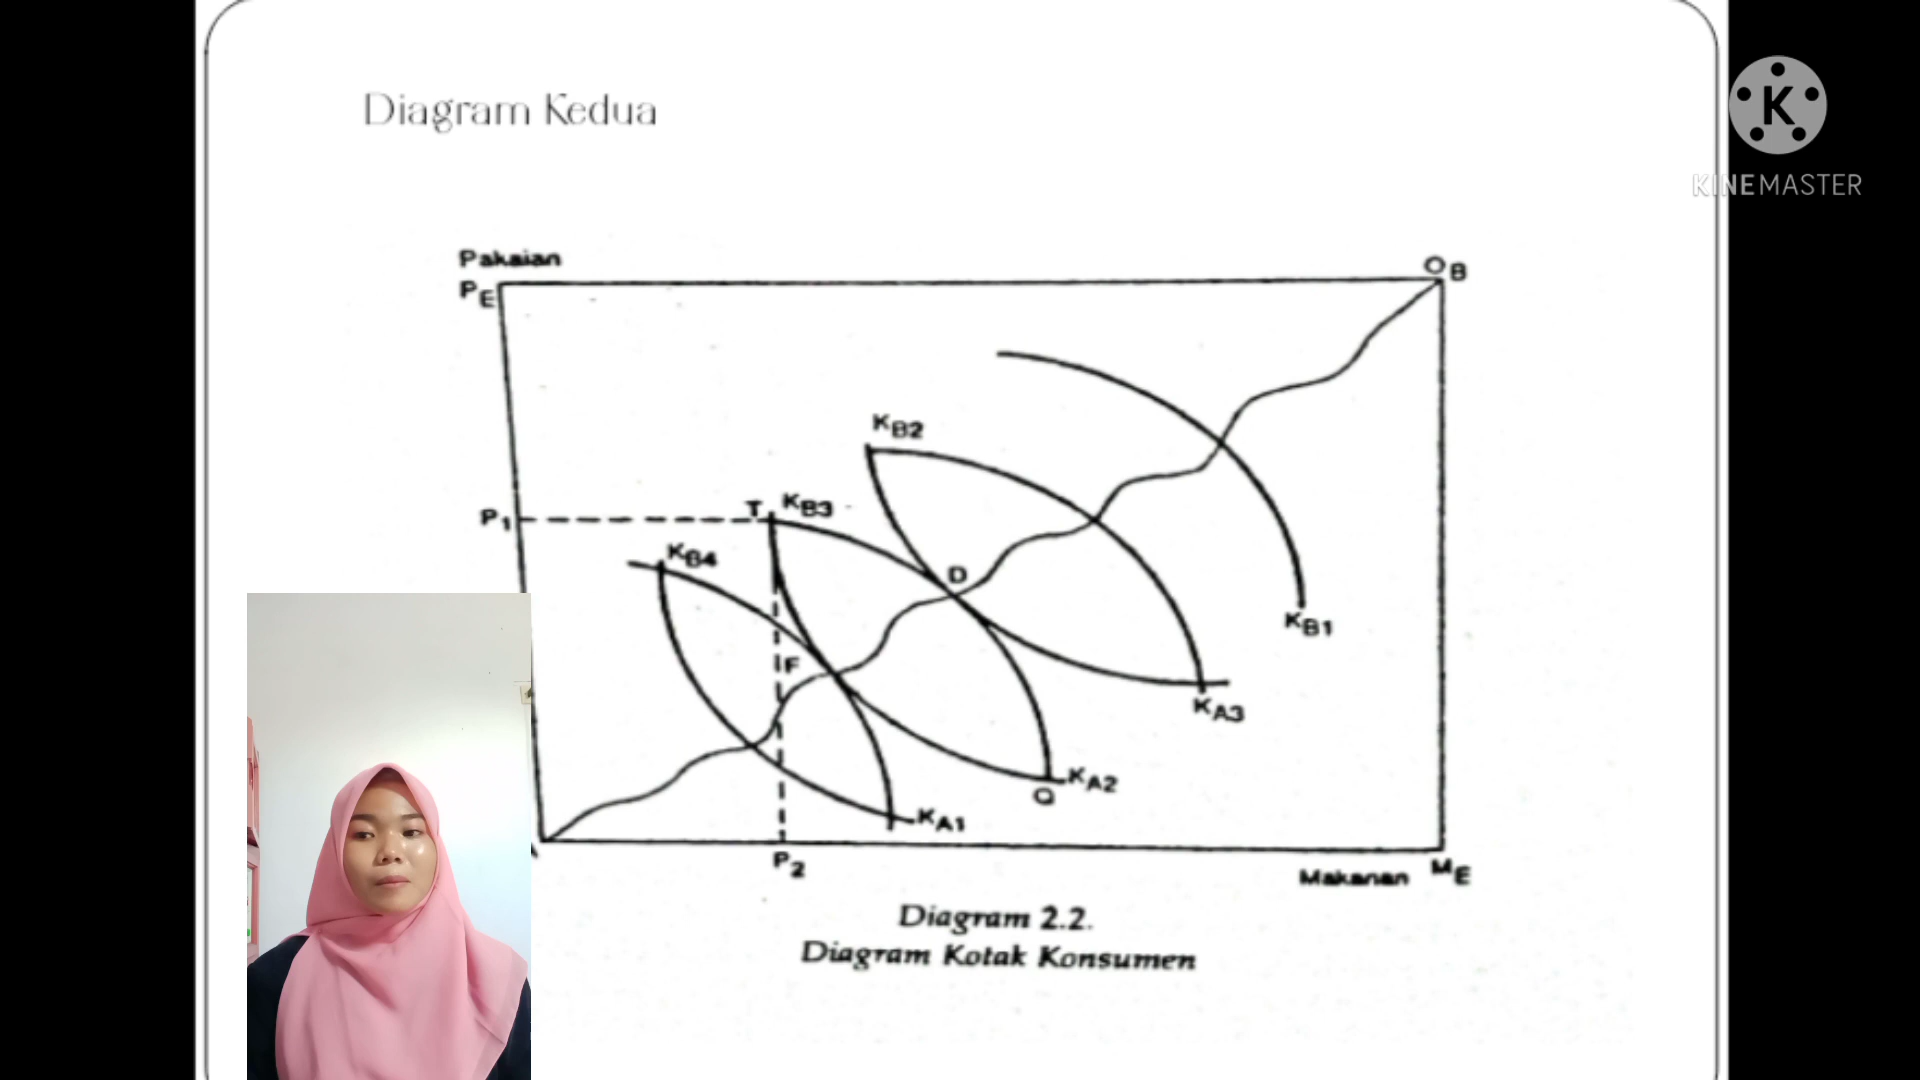 Diagram Kedua
K
KINEMASTER
Pakaian
PE
OB
KB2
P1
T KB3
KB4
D
KB1
F
KA3
KA2
Q
KA1
P2
Makanan ME
Diagram 2.2.
Diagram Kotak Konsumen